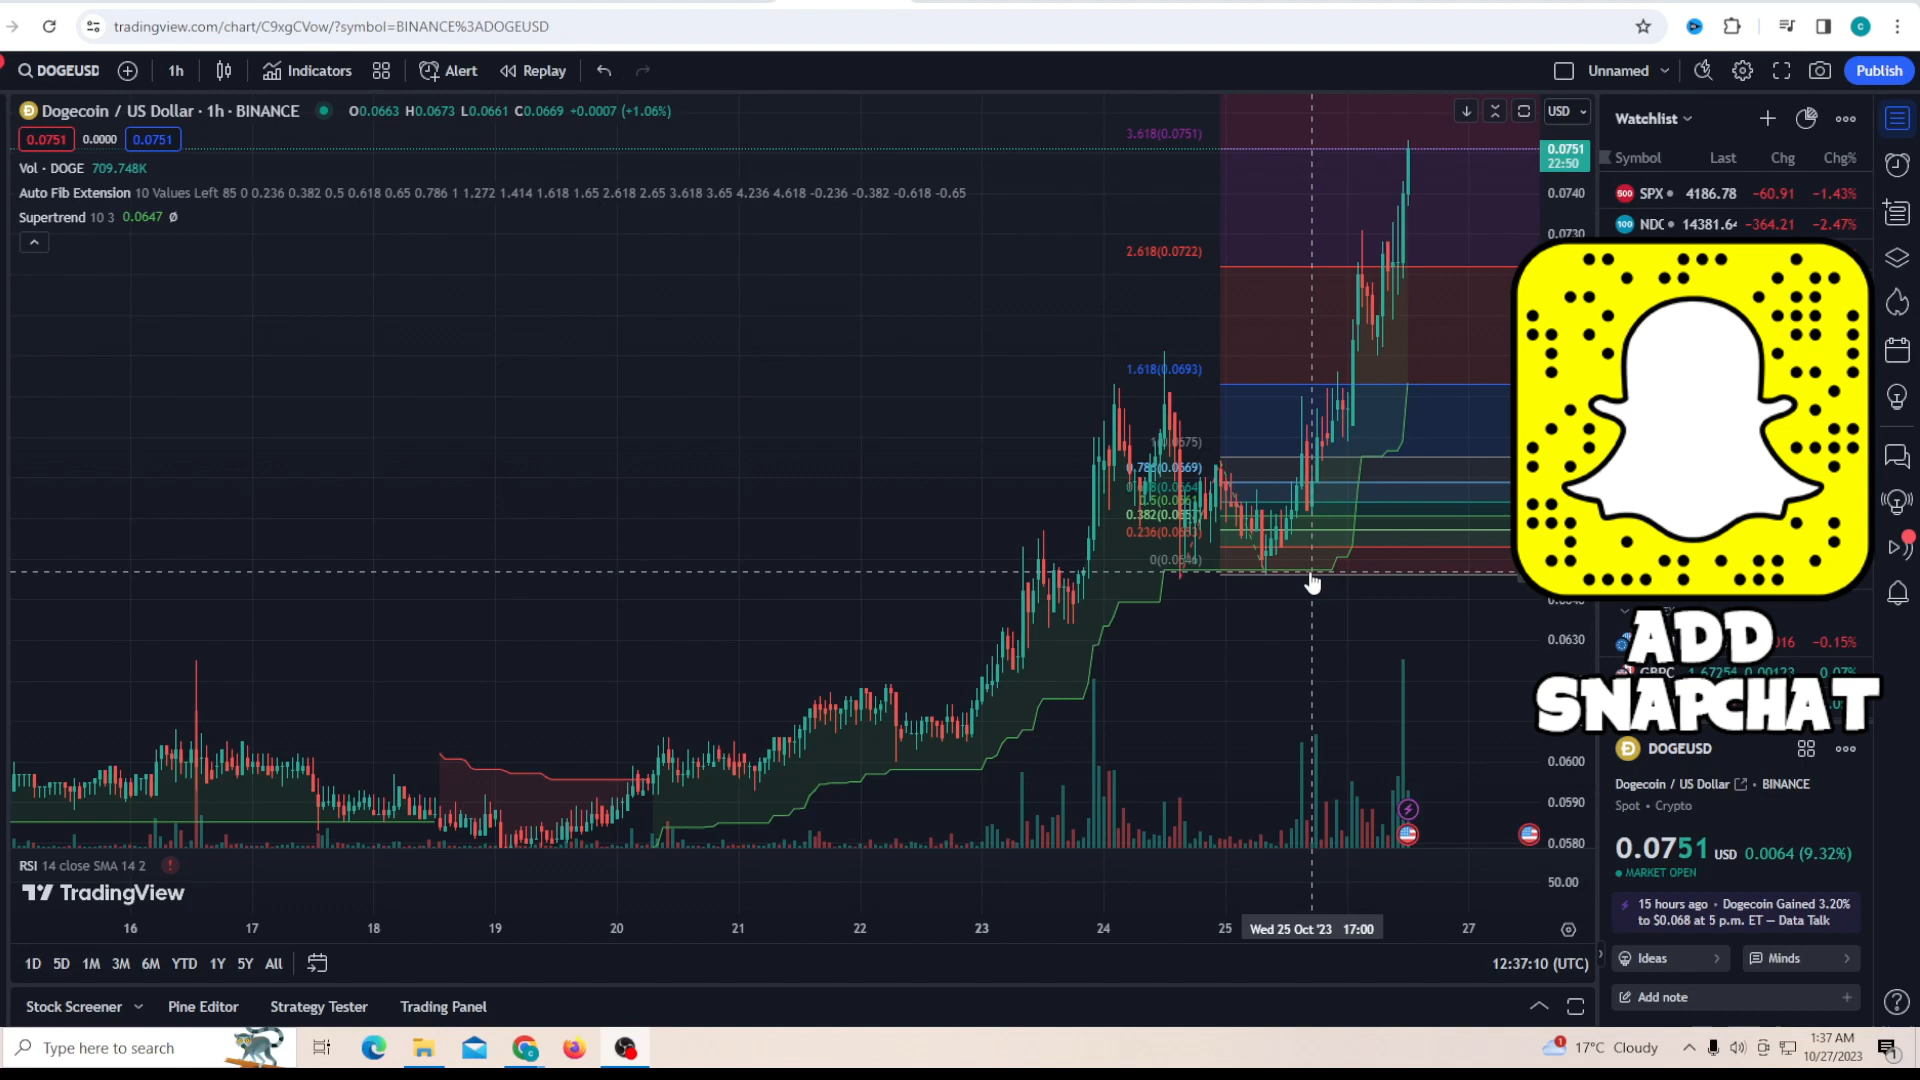 tradingview.com/chart/C9xgCVow/?symbol=BINANCE%3ADOGEUSD
DOGEUSD 1h Indicators Alert Replay Unnamed Publish
Dogecoin / US Dollar · 1h · BINANCE O0.0663 H0.0673 L0.0661 C0.0669 +0.0007 (+1.06%)
0.0751 0.0000 0.0751
Vol · DOGE 709.748K
Auto Fib Extension 10 Values Left 85 0 0.236 0.382 0.5 0.618 0.65 0.786 1 1.272 1.414 1.618 1.65 2.618 2.65 3.618 3.65 4.236 4.618 -0.236 -0.382 -0.618 -0.65
Supertrend 10 3 0.0647 Ø
3.618(0.0751)
2.618(0.0722)
1.618(0.0693)
0.786(0.0669)
USD
0.0751
22:50
0.0740
0.0730
0.0630
0.0600
0.0590
0.0580
50.00
RSI 14 close SMA 14 2
TradingView
16 17 18 19 20 21 22 23 24 25 Wed 25 Oct '23 17:00 27
1D 5D 1M 3M 6M YTD 1Y 5Y All 12:37:10 (UTC)
Stock Screener Pine Editor Strategy Tester Trading Panel
Watchlist
Symbol Last Chg Chg%
500 SPX 4186.78 −60.91 −1.43%
100 NDC 14381.64 −364.21 −2.47%
ADD
SNAPCHAT
−0.15%
DOGEUSD
Dogecoin / US Dollar · BINANCE
Spot • Crypto
0.0751 USD 0.0064 (9.32%)
MARKET OPEN
15 hours ago • Dogecoin Gained 3.20%
to $0.068 at 5 p.m. ET — Data Talk
Ideas Minds
Add note
Type here to search
17°C Cloudy
1:37 AM
10/27/2023